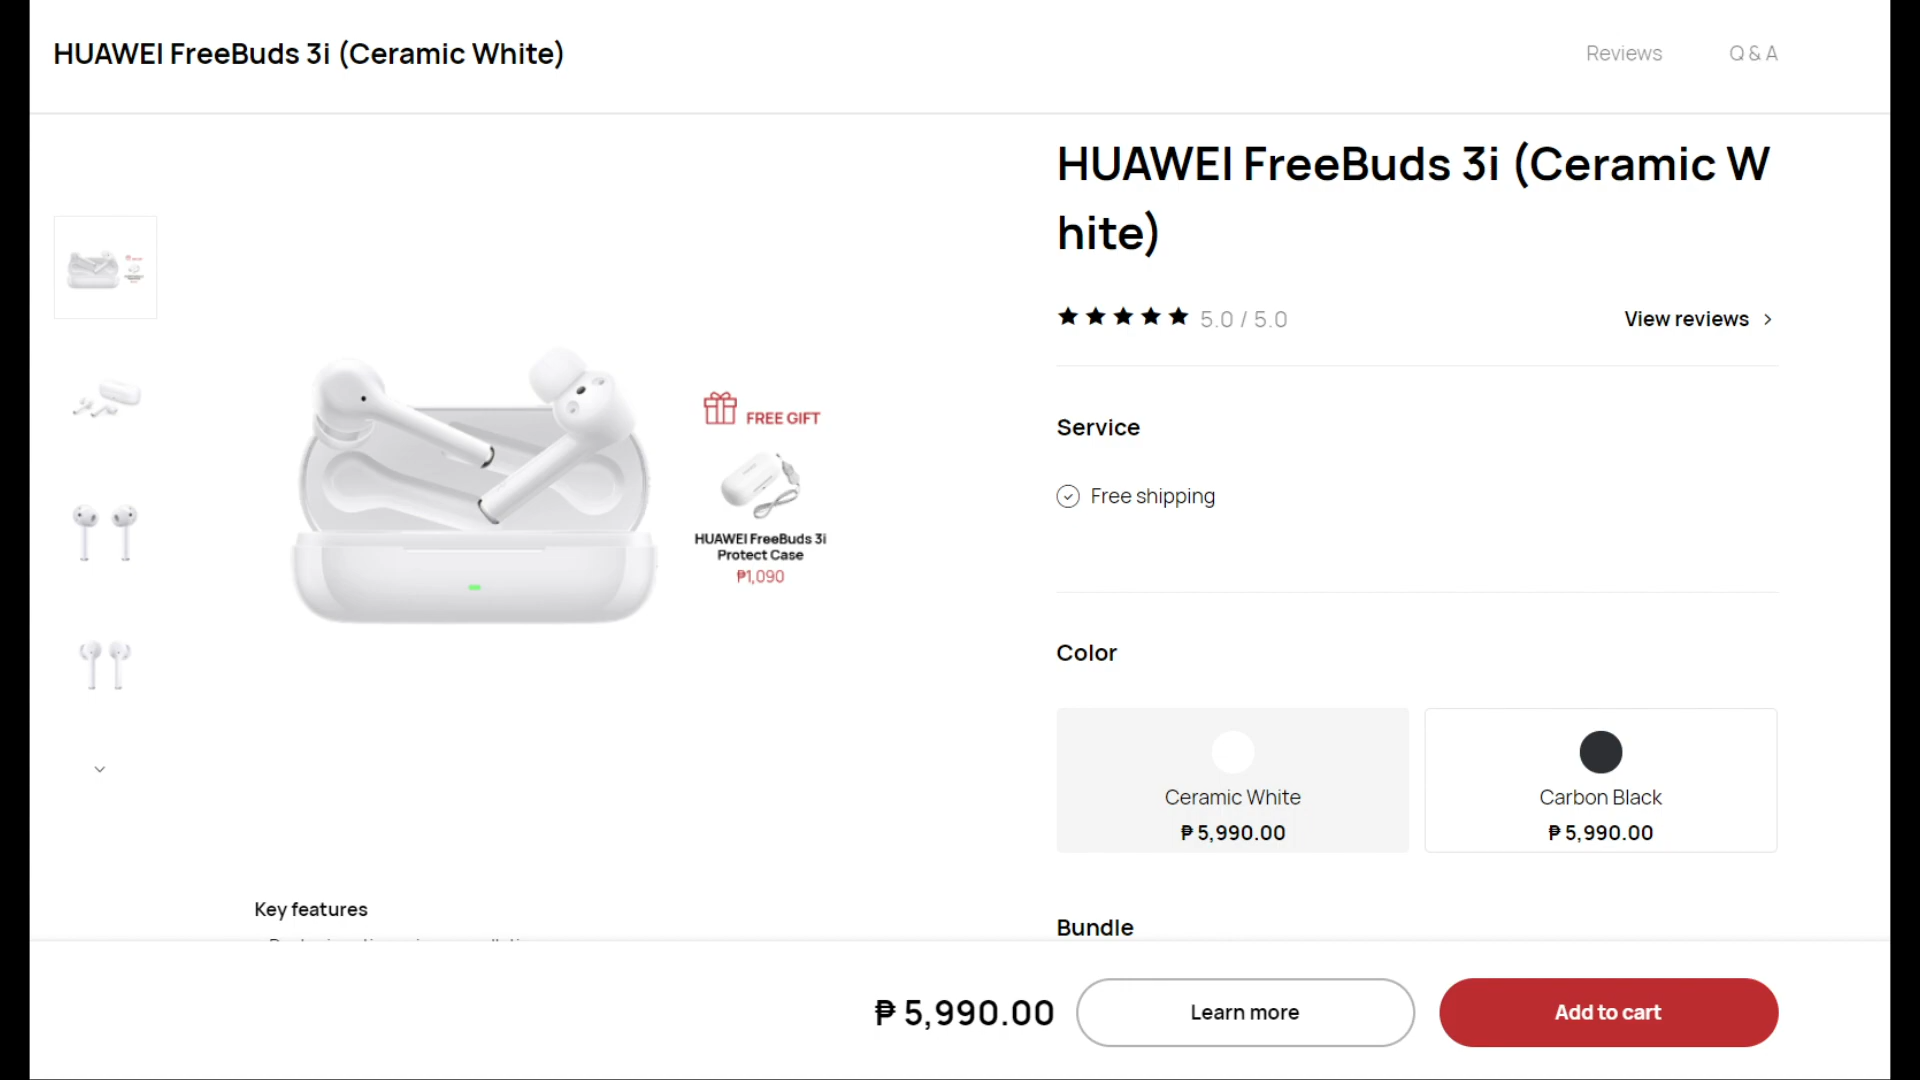 HUAWEI FreeBuds 3i (Ceramic White)
Reviews
Q & A
HUAWEI FreeBuds 3i (Ceramic W
hite)
5.0 / 5.0
View reviews
Service
Free shipping
FREE GIFT
HUAWEI FreeBuds 3i
Protect Case
₱1,090
Color
Ceramic White
₱ 5,990.00
Carbon Black
₱ 5,990.00
Key features
Bundle
₱ 5,990.00
Learn more
Add to cart